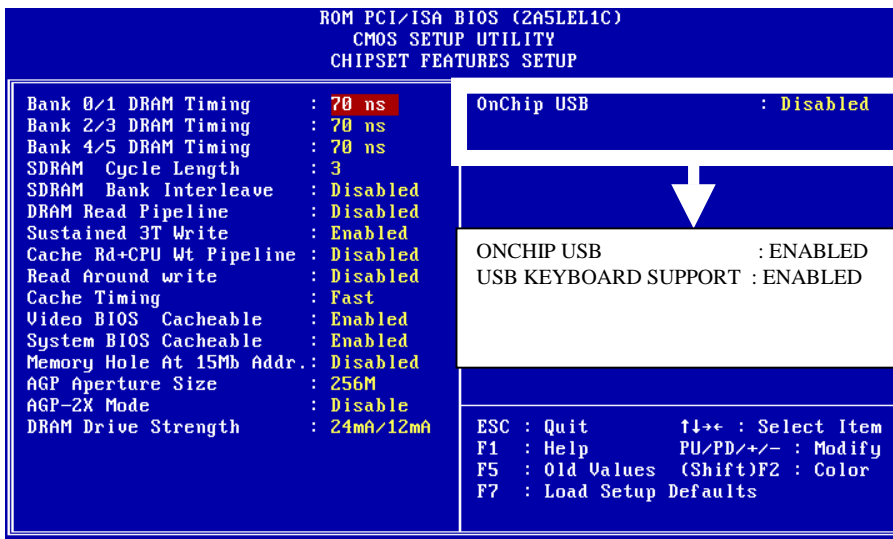 ROM PCI/ISA BIOS (2A5LEL1C)
CMOS SETUP UTILITY
CHIPSET FEATURES SETUP
Bank 0/1 DRAM Timing : 70 ns
Bank 2/3 DRAM Timing : 70 ns
Bank 4/5 DRAM Timing : 70 ns
SDRAM Cycle Length : 3
SDRAM Bank Interleave : Disabled
DRAM Read Pipeline : Disabled
Sustained 3T Write : Enabled
Cache Rd+CPU Wt Pipeline : Disabled
Read Around write : Disabled
Cache Timing : Fast
Video BIOS Cacheable : Enabled
System BIOS Cacheable : Enabled
Memory Hole At 15Mb Addr.: Disabled
AGP Aperture Size : 256M
AGP-2X Mode : Disable
DRAM Drive Strength : 24mA/12mA
OnChip USB : Disabled
ONCHIP USB : ENABLED
USB KEYBOARD SUPPORT : ENABLED
ESC : Quit ↑↓→← : Select Item
F1 : Help PU/PD/+/- : Modify
F5 : Old Values (Shift)F2 : Color
F7 : Load Setup Defaults